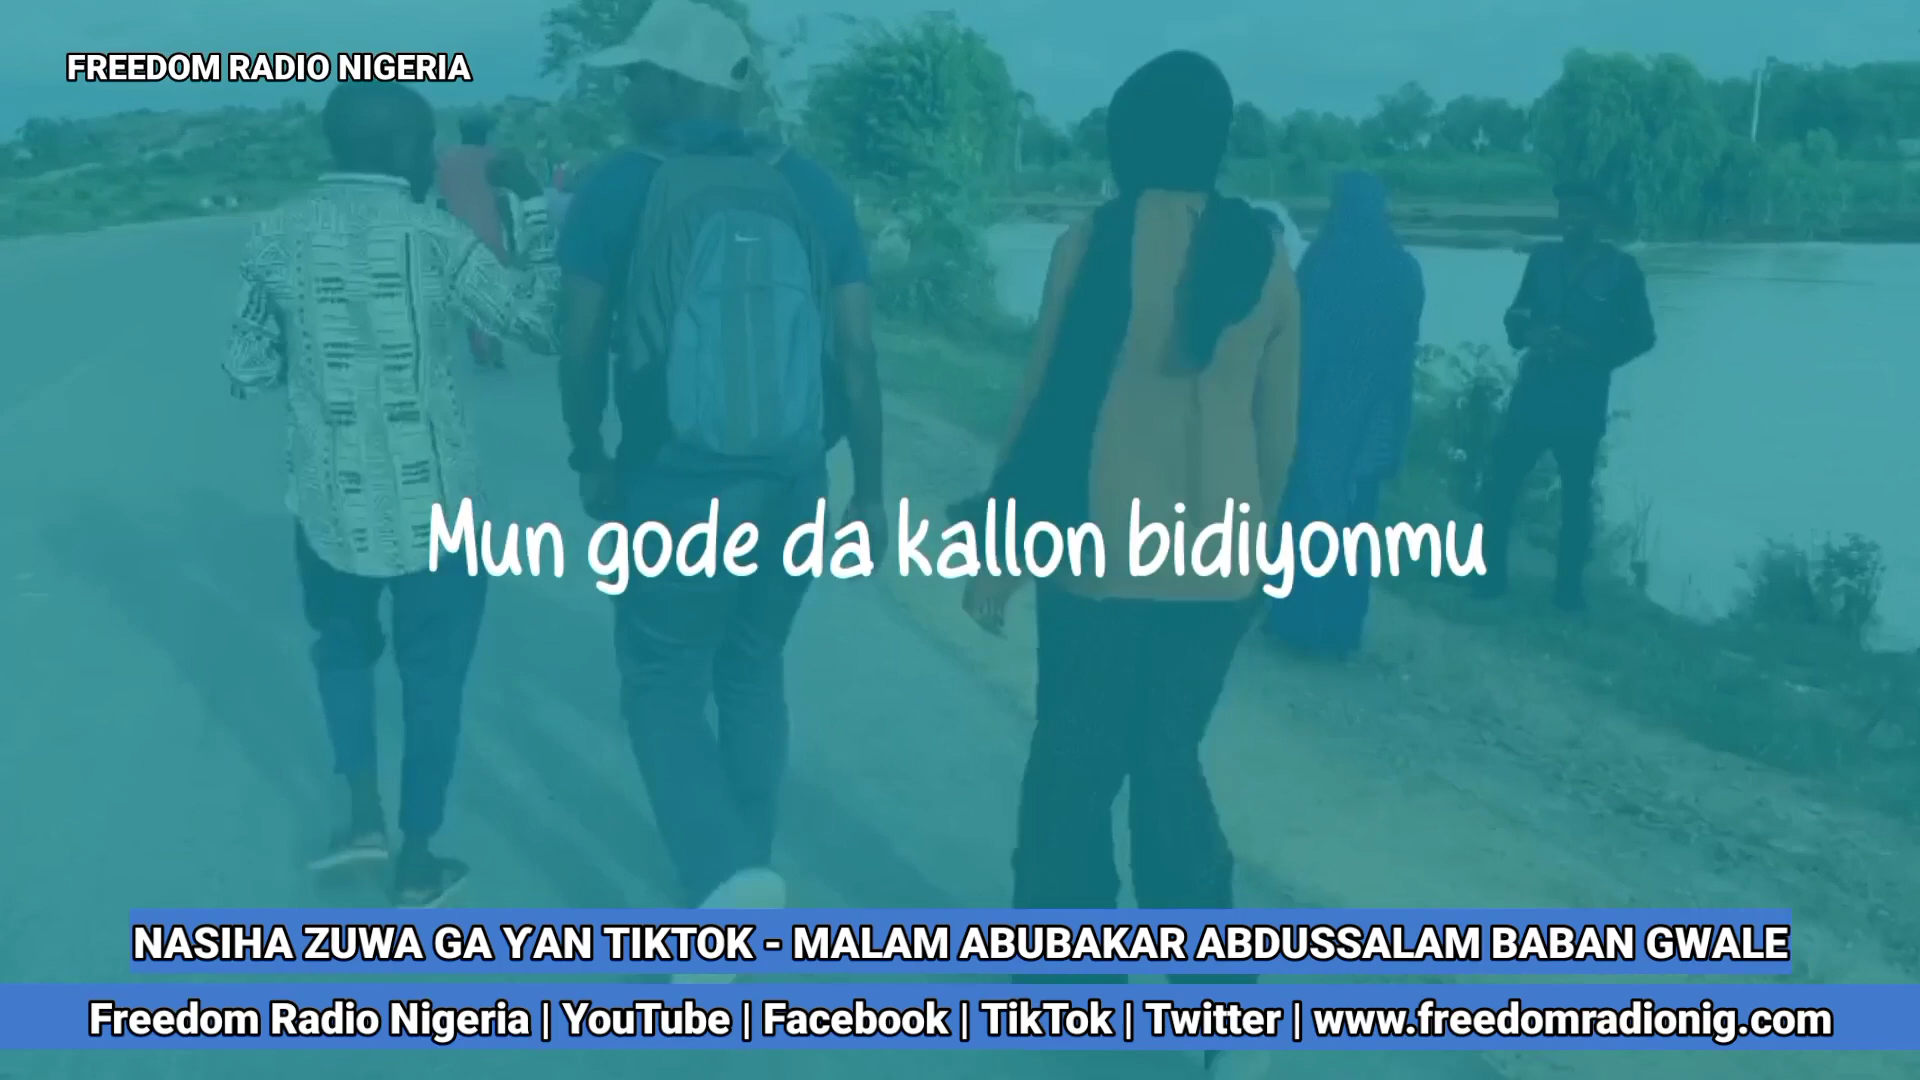 FREEDOM RADIO NIGERIA
Mun gode da kallon bidiyonmu
NASIHA ZUWA GA ƳAN TIKTOK - MALAM ABUBAKAR ABDUSSALAM BABAN GWALE
Freedom Radio Nigeria | YouTube | Facebook | TikTok | Twitter | www.freedomradionig.com